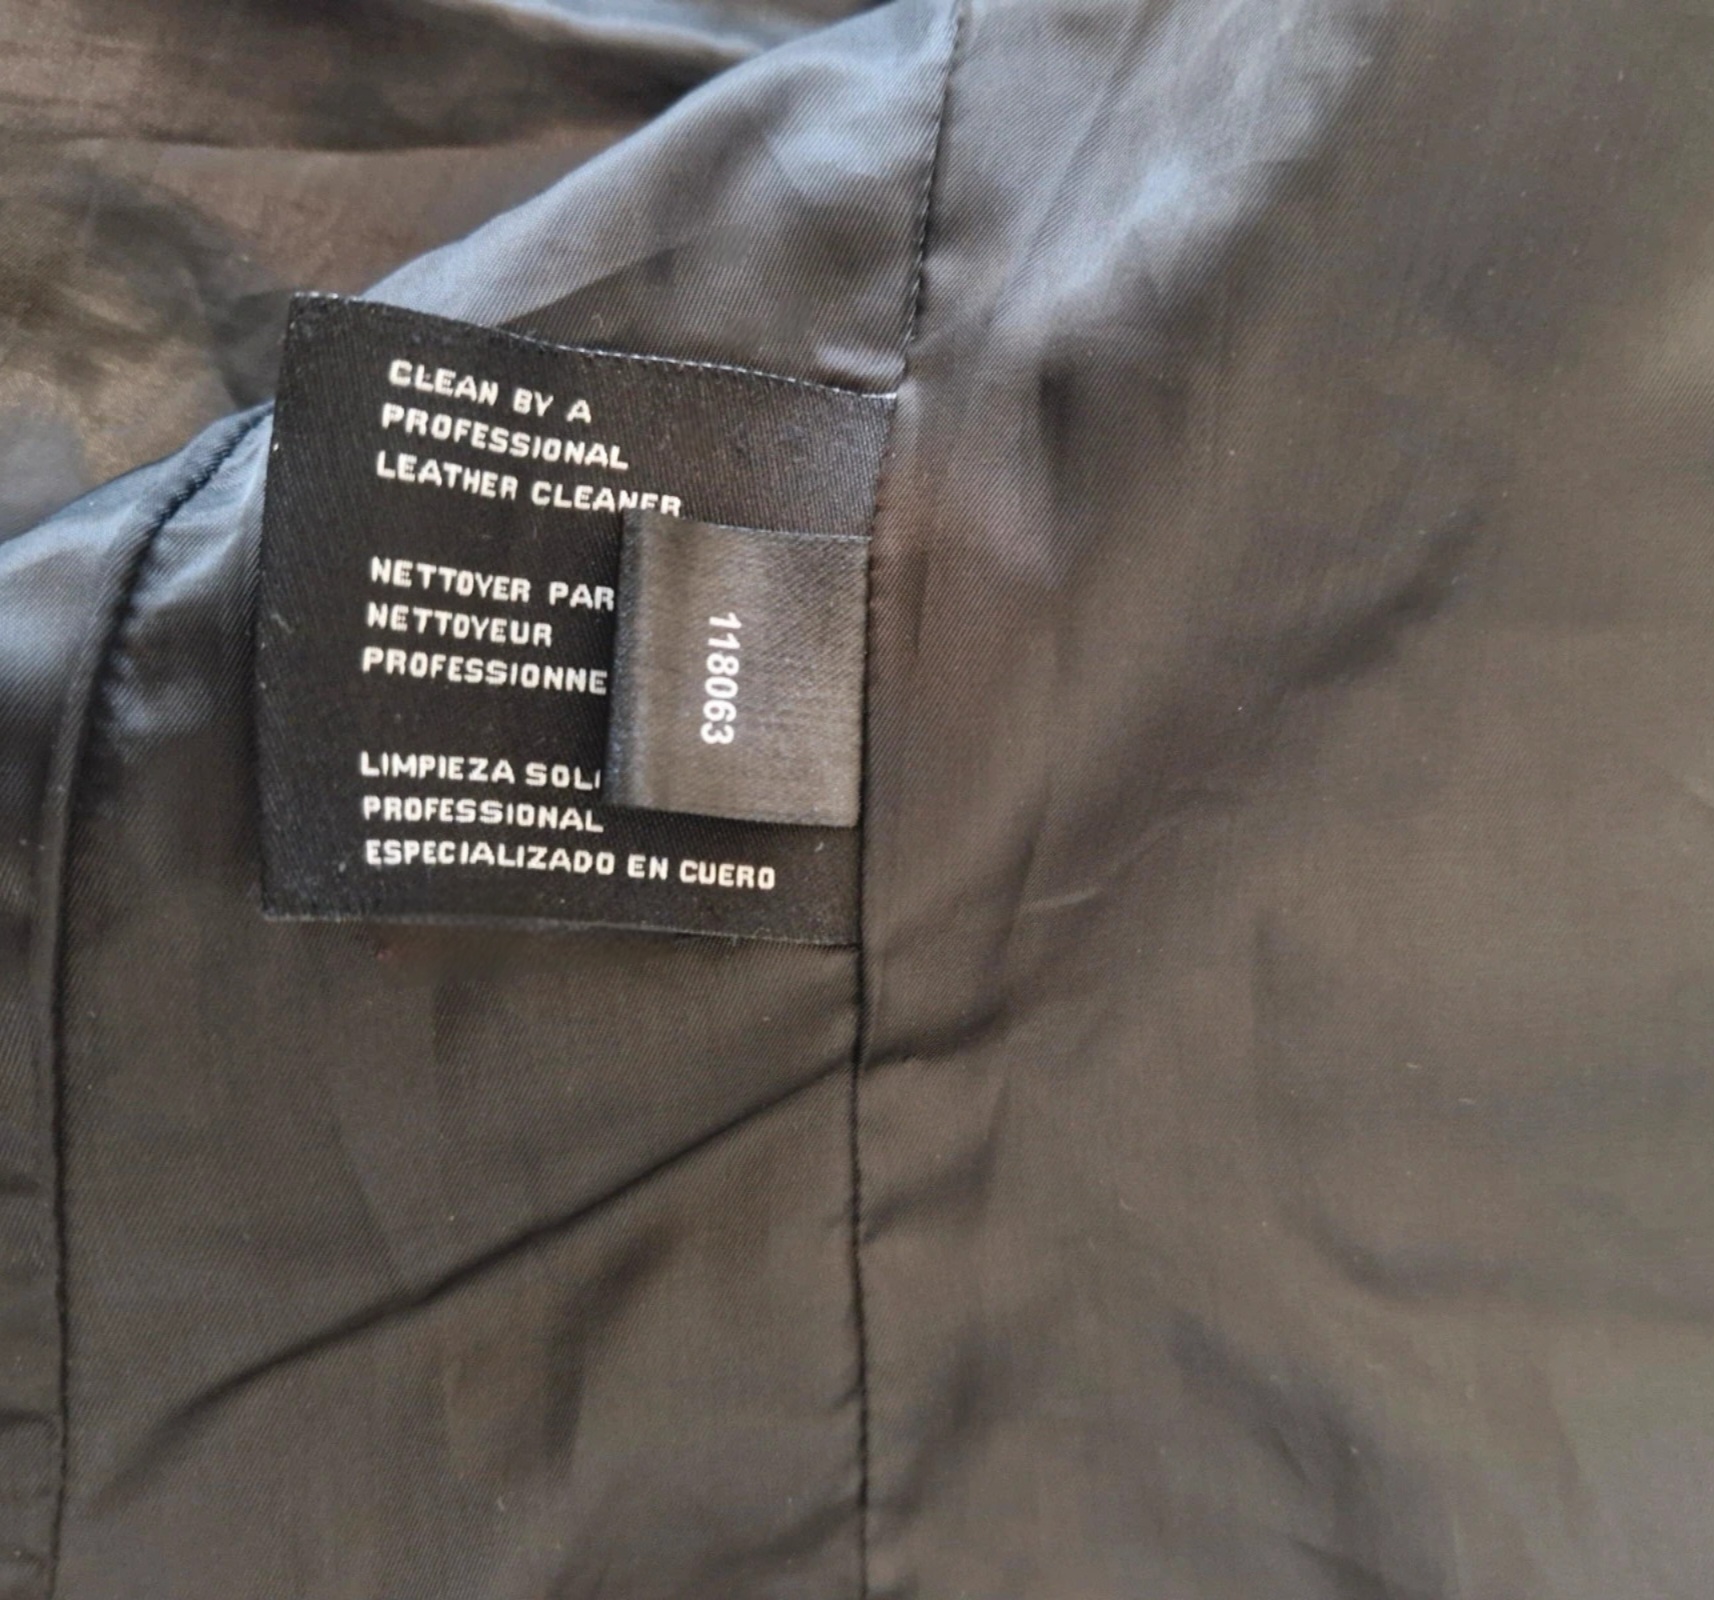 CLEAN BY A
PROFESSIONAL
LEATHER CLEANER
NETTOYER PAR
NETTOYEUR
PROFESSIONNE
LIMPIEZA SOL
PROFESSIONAL
ESPECIALIZADO EN CUERO
118063